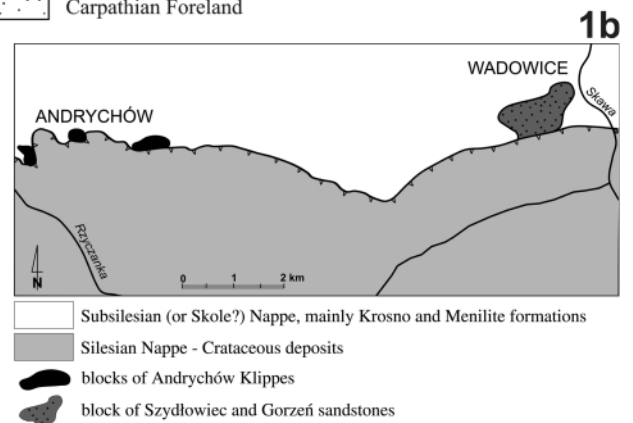 Carpathian Foreland
1b
WADOWICE
Skawa
ANDRYCHÓW
Rzyczanka
0 1 2 km
N
Subsilesian (or Skole?) Nappe, mainly Krosno and Menilite formations
Silesian Nappe - Crataceous deposits
blocks of Andrychów Klippes
block of Szydłowiec and Gorzeń sandstones